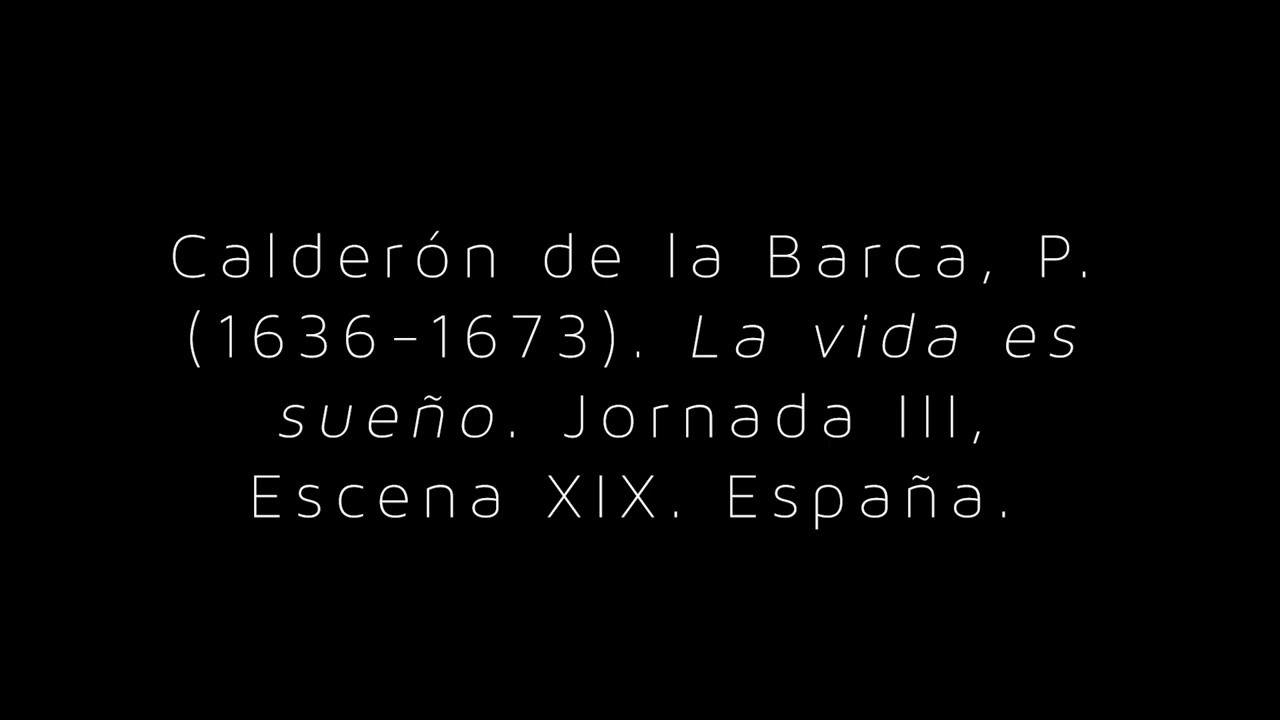 Calderón de la Barca, P.
(1636-1673). La vida es
sueño. Jornada III,
Escena XIX. España.